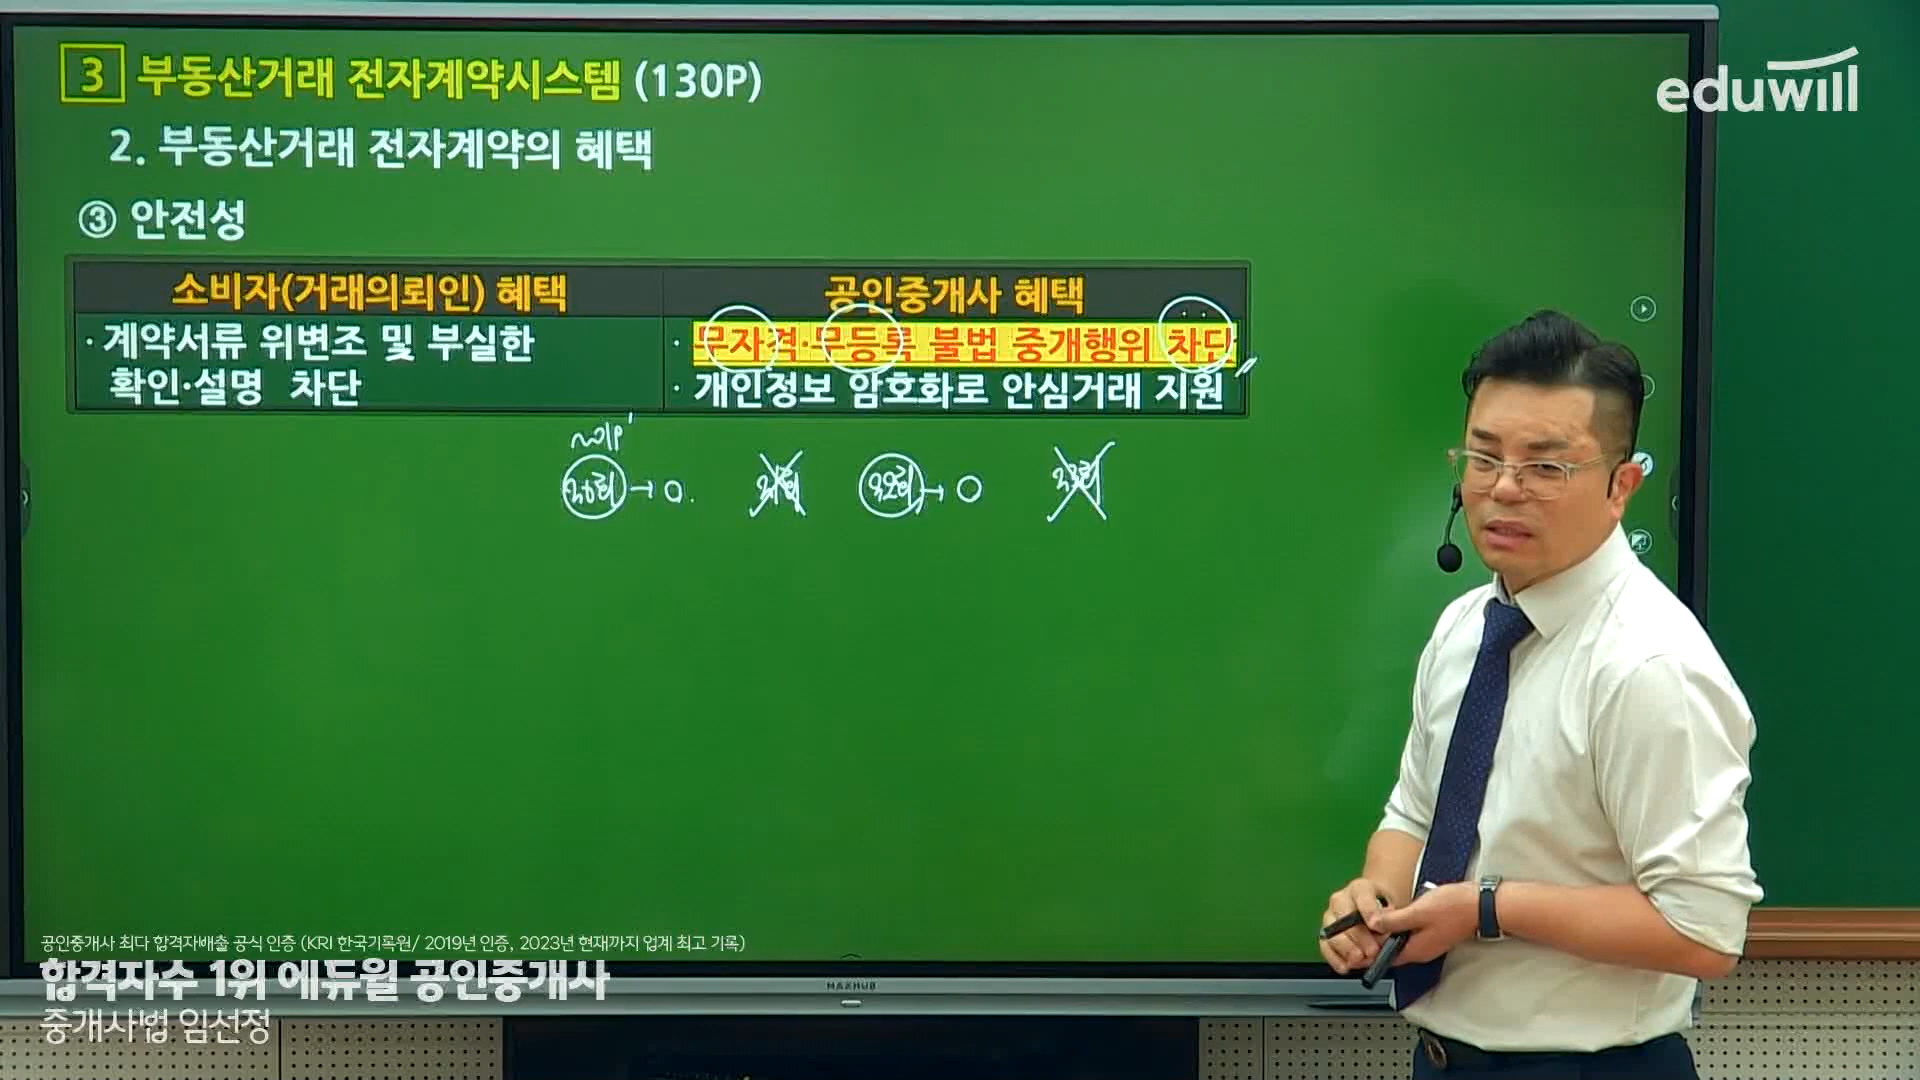 3 부동산거래 전자계약시스템 (130P)
eduwill
2. 부동산거래 전자계약의 혜택
③ 안전성
소비자(거래의뢰인) 혜택
공인중개사 혜택
· 계약서류 위변조 및 부실한
확인·설명 차단
· 무자격·무등록 불법 중개행위 차단
· 개인정보 암호화로 안심거래 지원
32회
공인중개사 최다 합격자배출 공식 인증 (KRI 한국기록원/ 2019년 인증, 2023년 현재까지 업계 최고 기록)
합격자수 1위 에듀윌 공인중개사
중개사법 임선정
MAXHUB